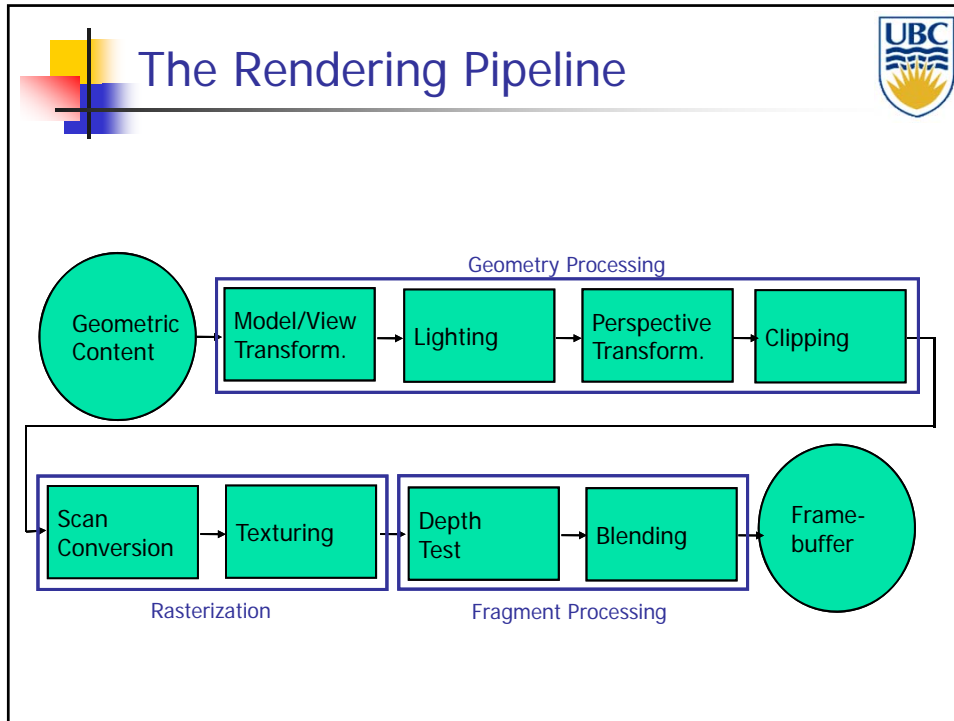 The Rendering Pipeline
UBC
Geometry Processing
Geometric
Content
Model/View
Transform.
Lighting
Perspective
Transform.
Clipping
Scan
Conversion
Texturing
Depth
Test
Blending
Frame-
buffer
Rasterization
Fragment Processing